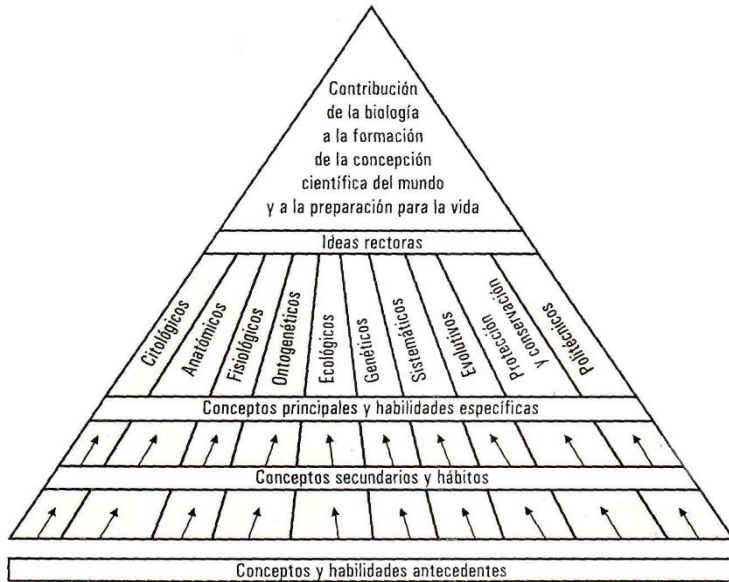 Contribución
de la biología
a la formación
de la concepción
científica del mundo
y a la preparación para la vida
Ideas rectoras
Citológicos
Anatómicos
Fisiológicos
Ontogenéticos
Ecológicos
Genéticos
Sistemáticos
Evolutivos
Protección
y conservación
Politécnicos
Conceptos principales y habilidades específicas
Conceptos secundarios y hábitos
Conceptos y habilidades antecedentes